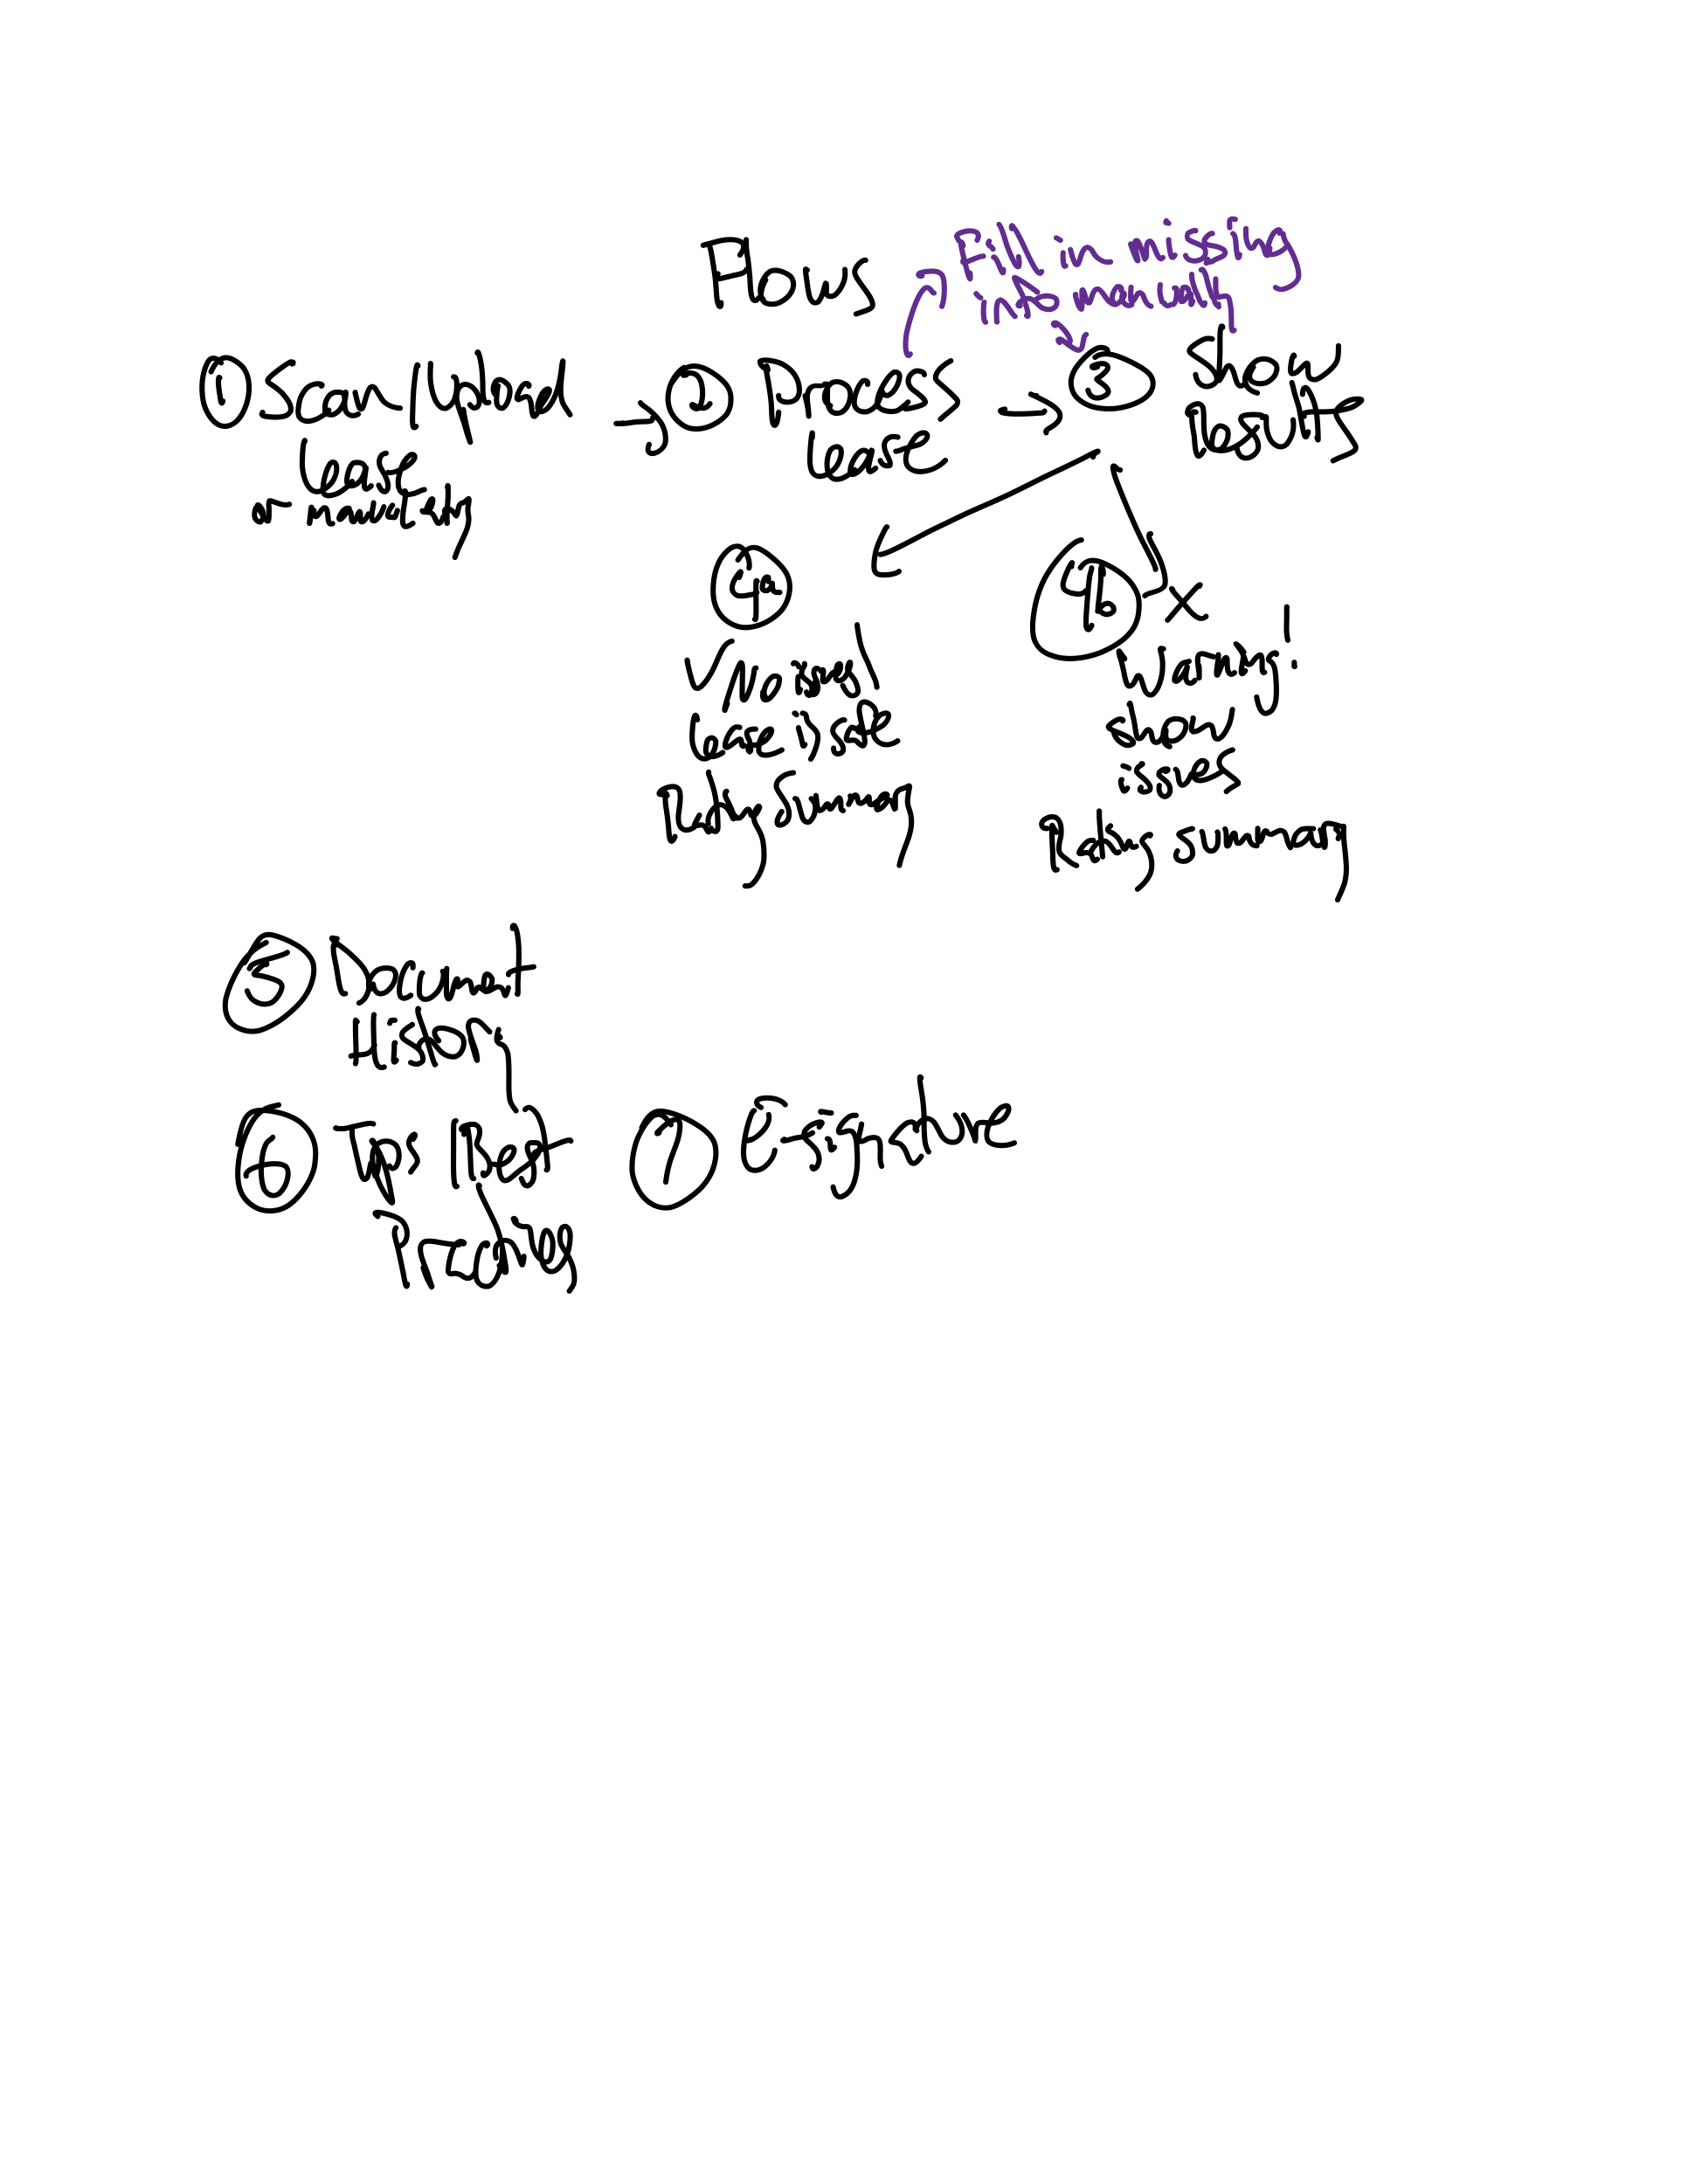 Flows
Fill in missing
info manually
① Scan/Upload
lease
or manual entry
② Process
lease
③ Show
Results
4a
✓ No issues!
lease is safe
Rating Summary
4b X
Warning!
show
issues
Rating summary
⑤ Document
History
⑥ Tips/Best
Practices
⑦ E-signature